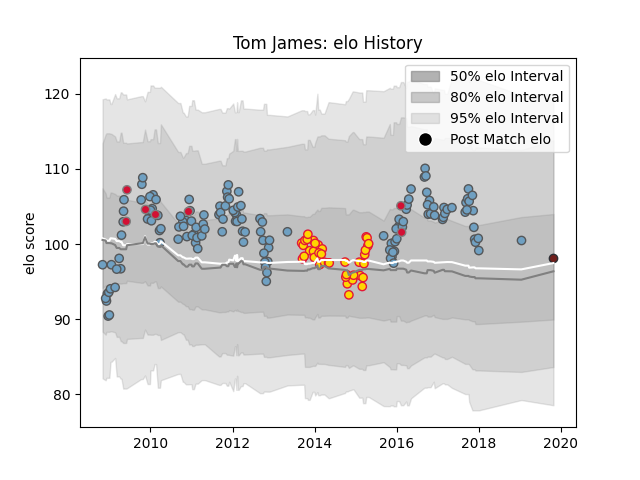 Tom James: elo History
50% elo Interval
80% elo Interval
95% elo Interval
Post Match elo
elo score
120
110
100
90
80
2010
2012
2014
2016
2018
2020